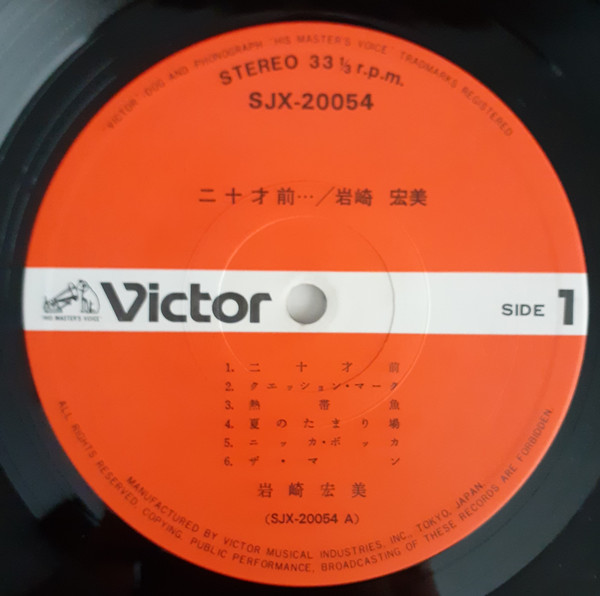 VICTOR "DOG AND PHONOGRAPH "HIS MASTER'S VOICE" TRADMARKS REGISTERED
STEREO 33 1/3 r.p.m.
SJX-20054
二十才前…／岩崎 宏美
"HIS MASTER'S VOICE"
Victor
SIDE 1
1. 二十才前
2. クエッション・マーク
3. 熱帯魚
4. 夏のたまり場
5. ニッカ・ボッカ
6. ザ・マン
岩崎宏美
(SJX-20054 A)
MANUFACTURED BY VICTOR MUSICAL INDUSTRIES, INC., TOKYO, JAPAN.
ALL RIGHTS RESERVED. COPYING, PUBLIC PERFORMANCE, BROADCASTING OF THESE RECORDS ARE FORBIDDEN.